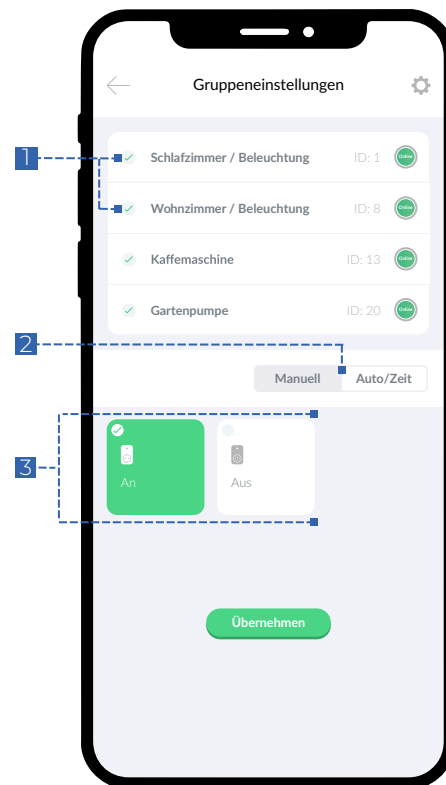 Gruppeneinstellungen
1
Schlafzimmer / Beleuchtung ID: 1 Online
Wohnzimmer / Beleuchtung ID: 8 Online
Kaffemaschine ID: 13 Online
Gartenpumpe ID: 20 Online
2
Manuell Auto/Zeit
3
An Aus
Übernehmen